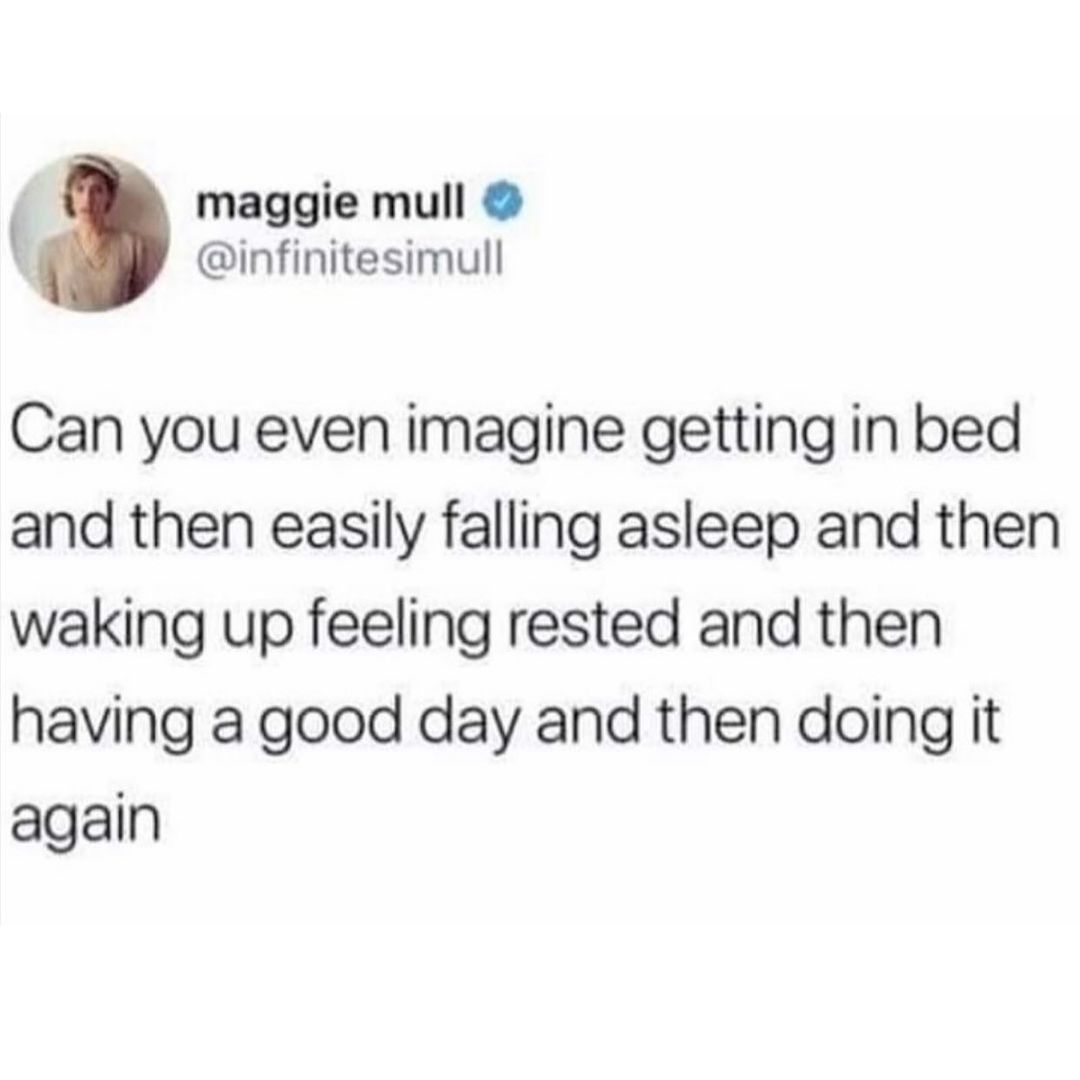 maggie mull
@infinitesimull
Can you even imagine getting in bed
and then easily falling asleep and then
waking up feeling rested and then
having a good day and then doing it
again